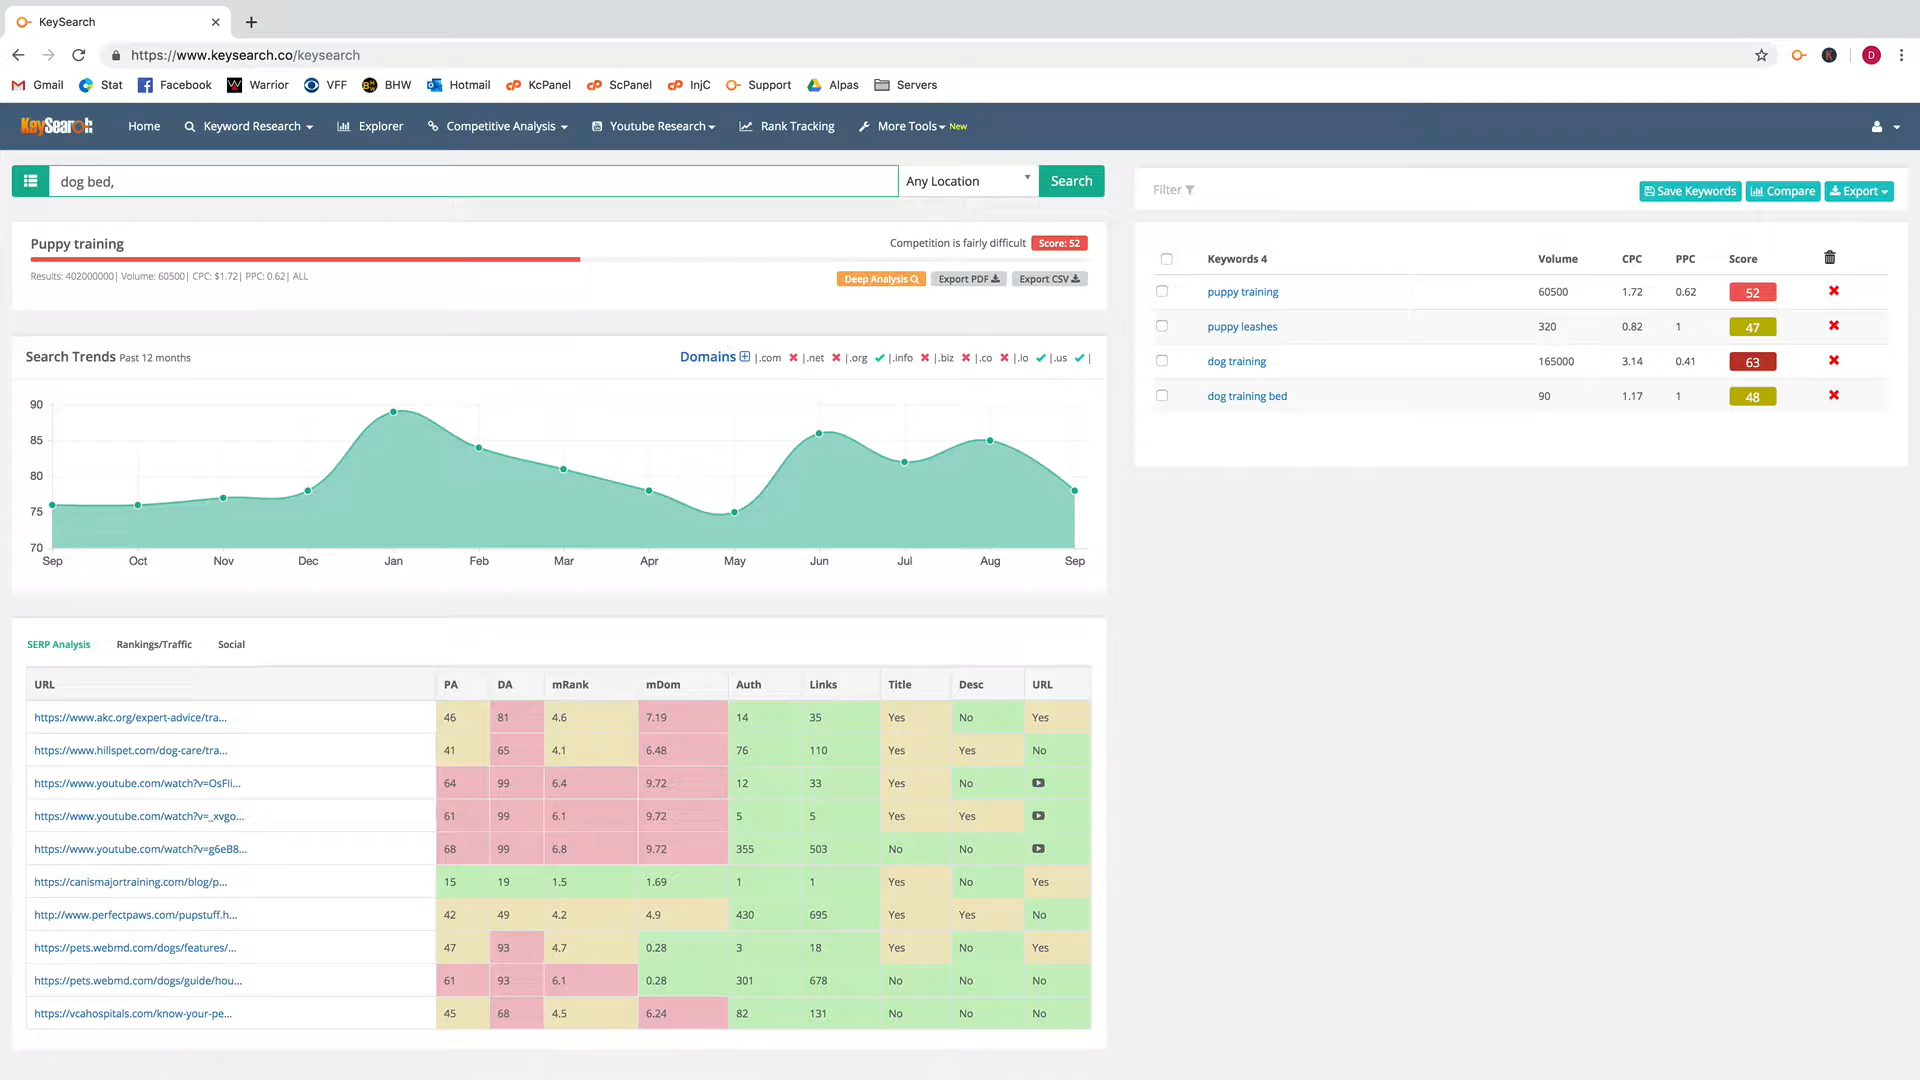 KeySearch
https://www.keysearch.co/keysearch
D
Gmail Stat Facebook Warrior VFF BHW Hotmail KcPanel ScPanel InjC Support Alpas Servers
KeySearch Home Keyword Research Explorer Competitive Analysis Youtube Research Rank Tracking More Tools New
dog bed, Any Location Search
Filter Save Keywords Compare Export
Puppy training Competition is fairly difficult Score: 52
Results: 402000000| Volume: 60500| CPC: $1.72| PPC: 0.62| ALL Deep Analysis Export PDF Export CSV
Keywords 4 Volume CPC PPC Score
puppy training 60500 1.72 0.62 52
puppy leashes 320 0.82 1 47
dog training 165000 3.14 0.41 63
dog training bed 90 1.17 1 48
Search Trends Past 12 months Domains |.com |.net |.org |.info |.biz |.co |.io |.us |
90
85
80
75
70
Sep Oct Nov Dec Jan Feb Mar Apr May Jun Jul Aug Sep
SERP Analysis Rankings/Traffic Social
URL PA DA mRank mDom Auth Links Title Desc URL
https://www.akc.org/expert-advice/tra... 46 81 4.6 7.19 14 35 Yes No Yes
https://www.hillspet.com/dog-care/tra... 41 65 4.1 6.48 76 110 Yes Yes No
https://www.youtube.com/watch?v=OsFli... 64 99 6.4 9.72 12 33 Yes No
https://www.youtube.com/watch?v=_xvgo... 61 99 6.1 9.72 5 5 Yes Yes
https://www.youtube.com/watch?v=g6eB8... 68 99 6.8 9.72 355 503 No No
https://canismajortraining.com/blog/p... 15 19 1.5 1.69 1 1 Yes No Yes
http://www.perfectpaws.com/pupstuff.h... 42 49 4.2 4.9 430 695 Yes Yes No
https://pets.webmd.com/dogs/features/... 47 93 4.7 0.28 3 18 Yes No Yes
https://pets.webmd.com/dogs/guide/hou... 61 93 6.1 0.28 301 678 No No No
https://vcahospitals.com/know-your-pe... 45 68 4.5 6.24 82 131 No No No